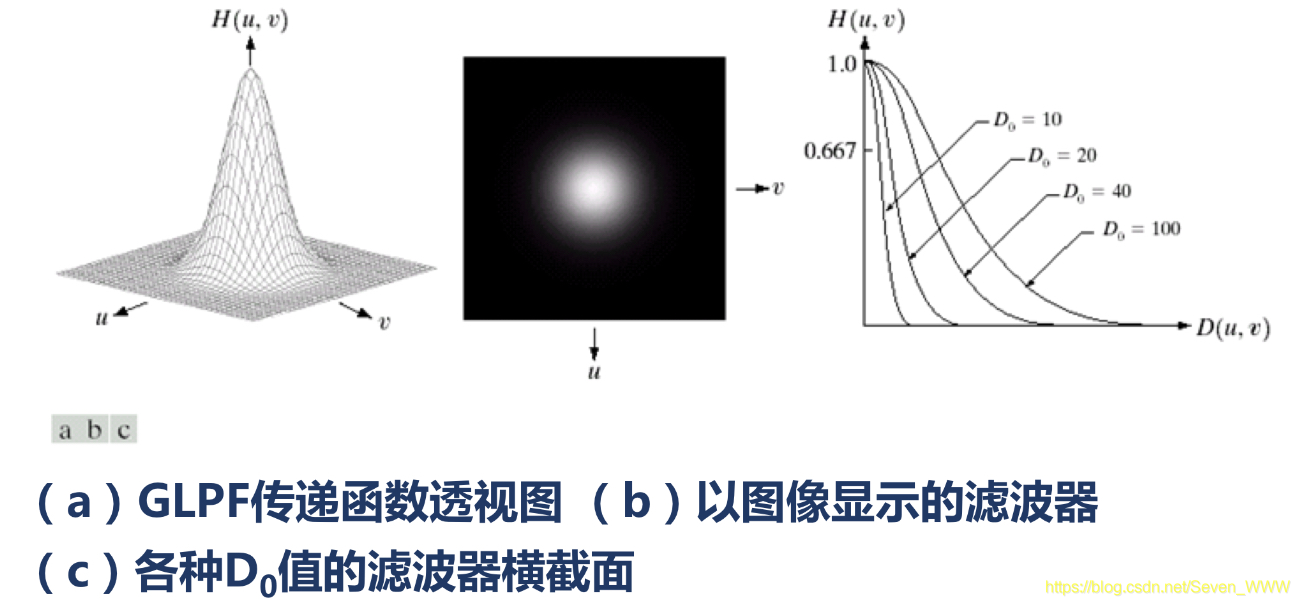 H(u, v)
u
v
v
u
H(u, v)
1.0
0.667
D₀ = 10
D₀ = 20
D₀ = 40
D₀ = 100
D(u, v)
a b c
（a）GLPF传递函数透视图 （b）以图像显示的滤波器
（c）各种D₀值的滤波器横截面
https://blog.csdn.net/Seven_WWW